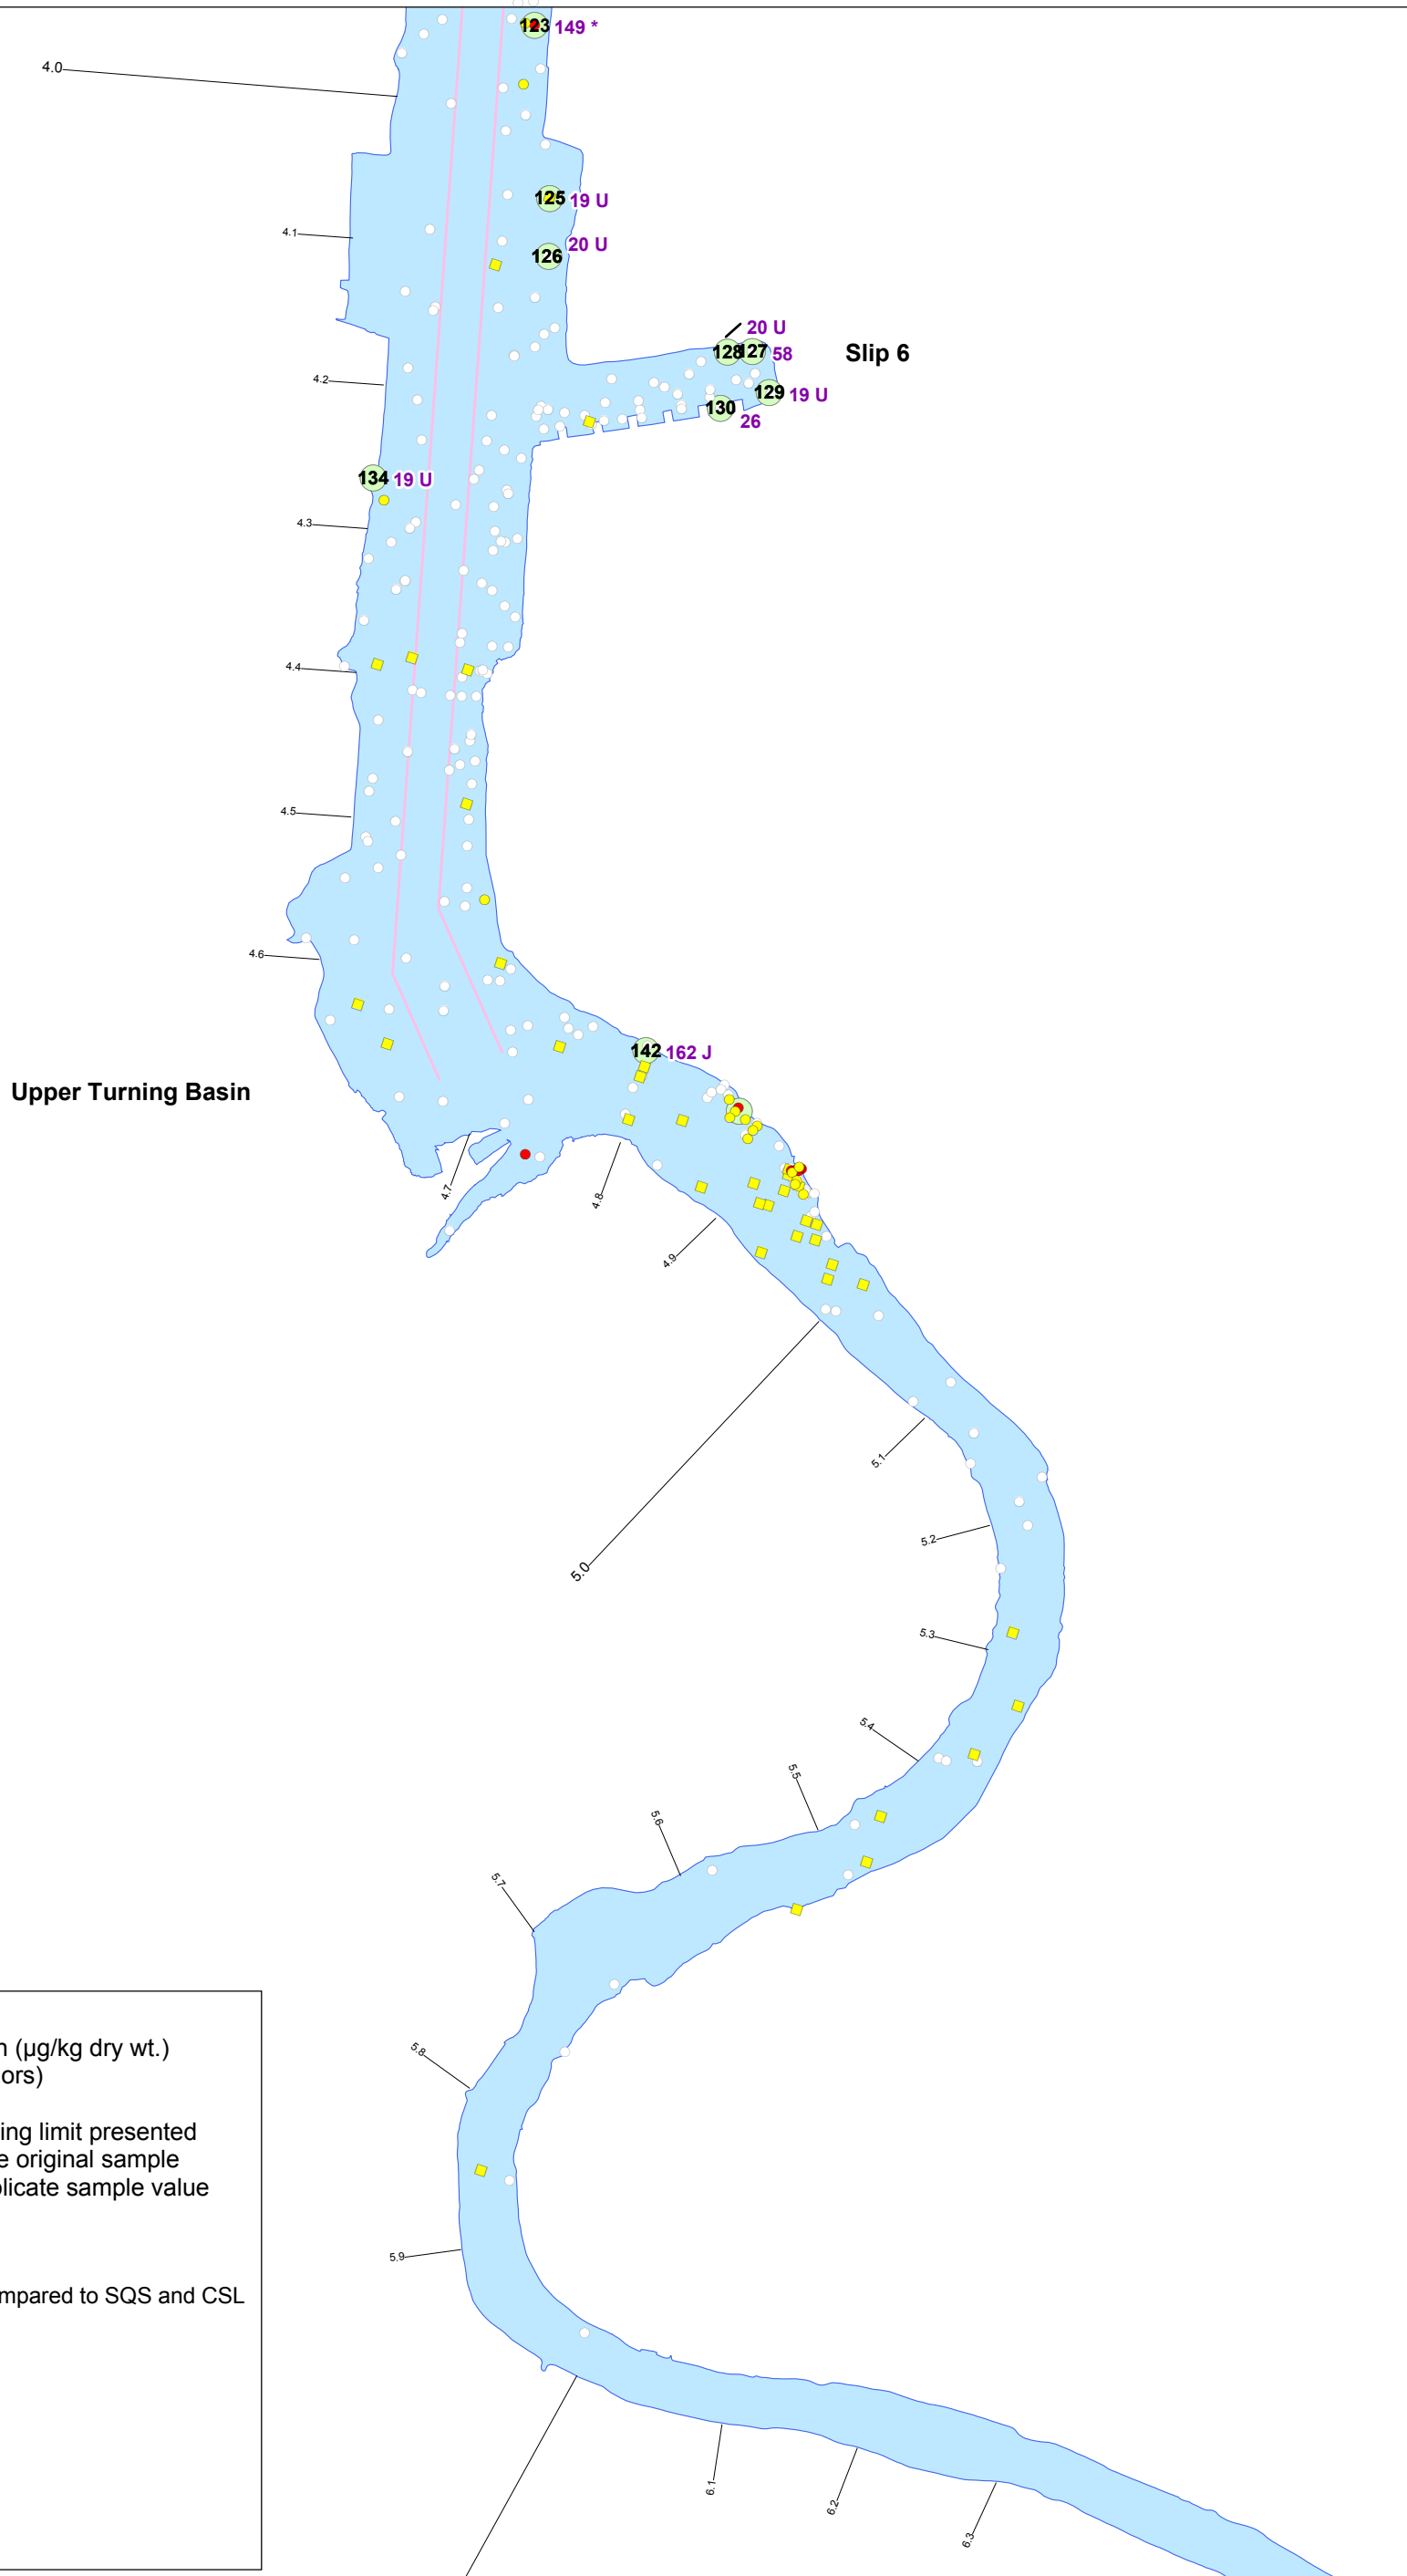 123 149 *
4.0
125 19 U
4.1
20 U
126
20 U
128 127 58
Slip 6
4.2
129 19 U
130
26
134 19 U
4.3
4.4
4.5
4.6
142 162 J
Upper Turning Basin
4.7
4.8
4.9
5.0
5.1
5.2
5.3
5.4
5.5
5.6
5.7
5.8
5.9
6.1
6.2
6.3
(µg/kg dry wt.)
ors)
ing limit presented
e original sample
licate sample value
mpared to SQS and CSL